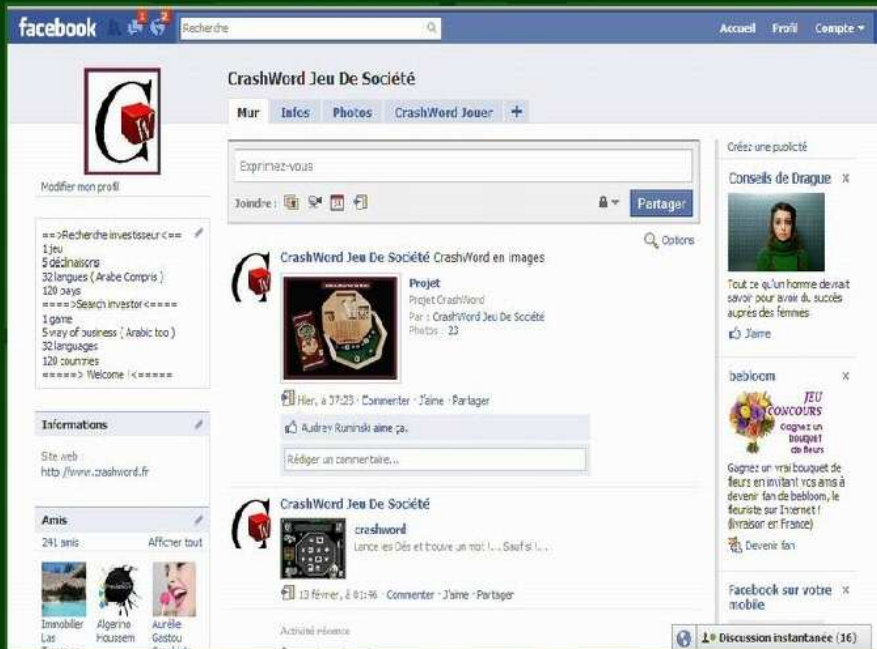 facebook
1
2
Recherche
Accueil Profil Compte
CrashWord Jeu De Société
Mur Infos Photos CrashWord Jouer +
Exprimez-vous
Joindre :
31
Partager
Options
C
W
Modifier mon profil
==>Recherche investisseur<==
1 jeu
5 déclinaisons
32 langues ( Arabe Compris )
120 pays
====>Search investor<====
1 game
5 way of business ( Arabic too )
32 languages
120 countries
=====> Welcome !<=====
Informations
Site web :
http://www.crashword.fr
Amis
241 amis Afficher tout
Immobilier
Las
Algerino
Houssem
Aurélie
Gastou
CrashWord Jeu De Société CrashWord en images
Projet
Projet CrashWord
Par : CrashWord Jeu De Société
Photos : 23
Hier, à Commenter · J'aime · Partager
Audrey Ruminski aime ça.
Rédiger un commentaire...
CrashWord Jeu De Société
crashword
Lance les Dés et trouve un mot !... Sauf si !...
13 février, à 01:46 · Commenter · J'aime · Partager
Activité récente
Créez une publicité
Conseils de Drague x
Tout ce qu'un homme devrait
savoir pour avoir du succès
auprès des femmes
J'aime
bebloom x
JEU
CONCOURS
Gagnez un
bouquet
de fleurs
Gagnez un vrai bouquet de
fleurs en invitant vos amis à
devenir fan de bebloom, le
fleuriste sur Internet !
(livraison en France)
Devenir fan
Facebook sur votre x
mobile
Discussion instantanée (16)